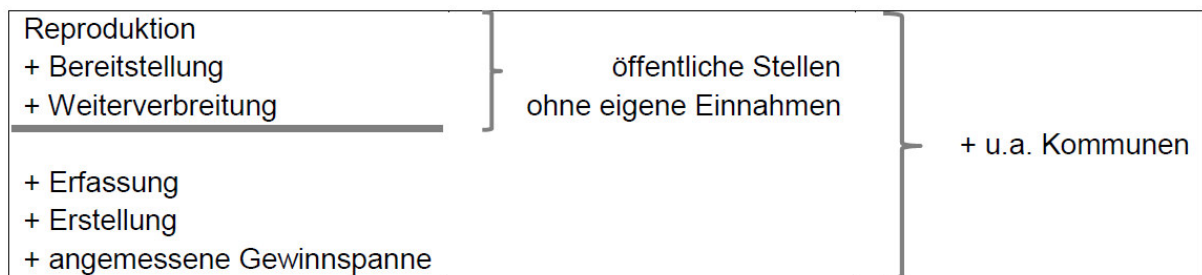 Reproduktion
+ Bereitstellung
+ Weiterverbreitung
öffentliche Stellen
ohne eigene Einnahmen
+ u.a. Kommunen
+ Erfassung
+ Erstellung
+ angemessene Gewinnspanne